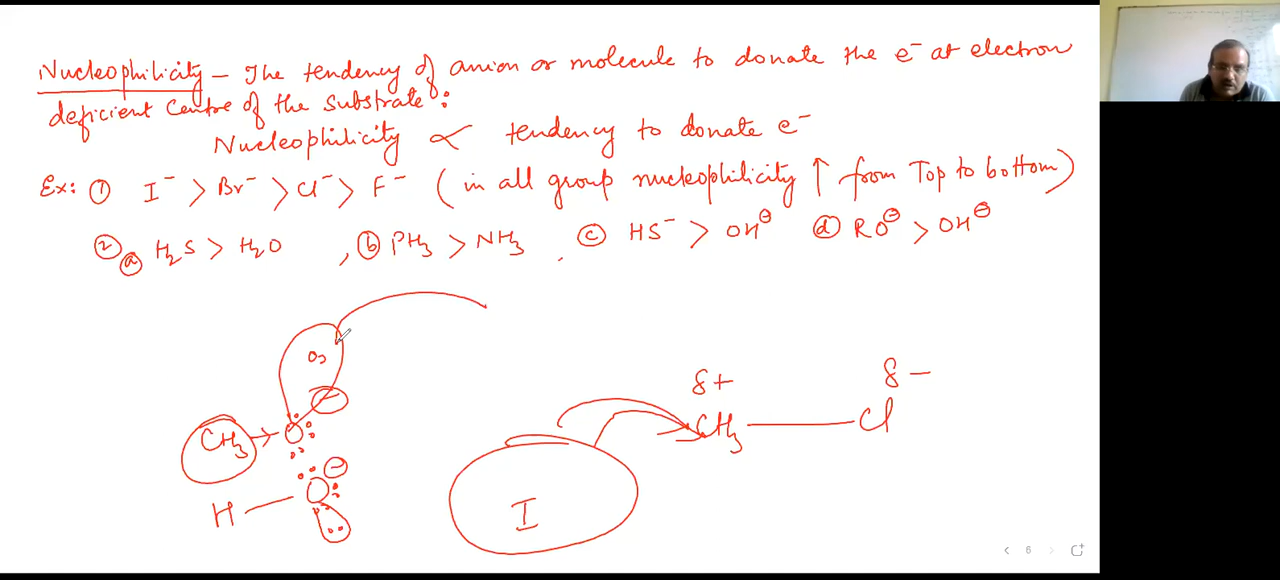 Nucleophilicity – The tendency of anion or molecule to donate the e⁻ at electron
deficient centre of the substrate:
Nucleophilicity ∝ tendency to donate e⁻
Ex: ① I⁻ > Br⁻ > Cl⁻ > F⁻ (in all group nucleophilicity ↑ from Top to bottom)
② ⓐ H₂S > H₂O , ⓑ PH₃ > NH₃ , ⓒ HS⁻ > OH⊖ ⓓ RO⊖ > OH⊖
δ+ δ–
CH₃ → O ⊖
CH₃ — Cl
H — O ⊖
I
6